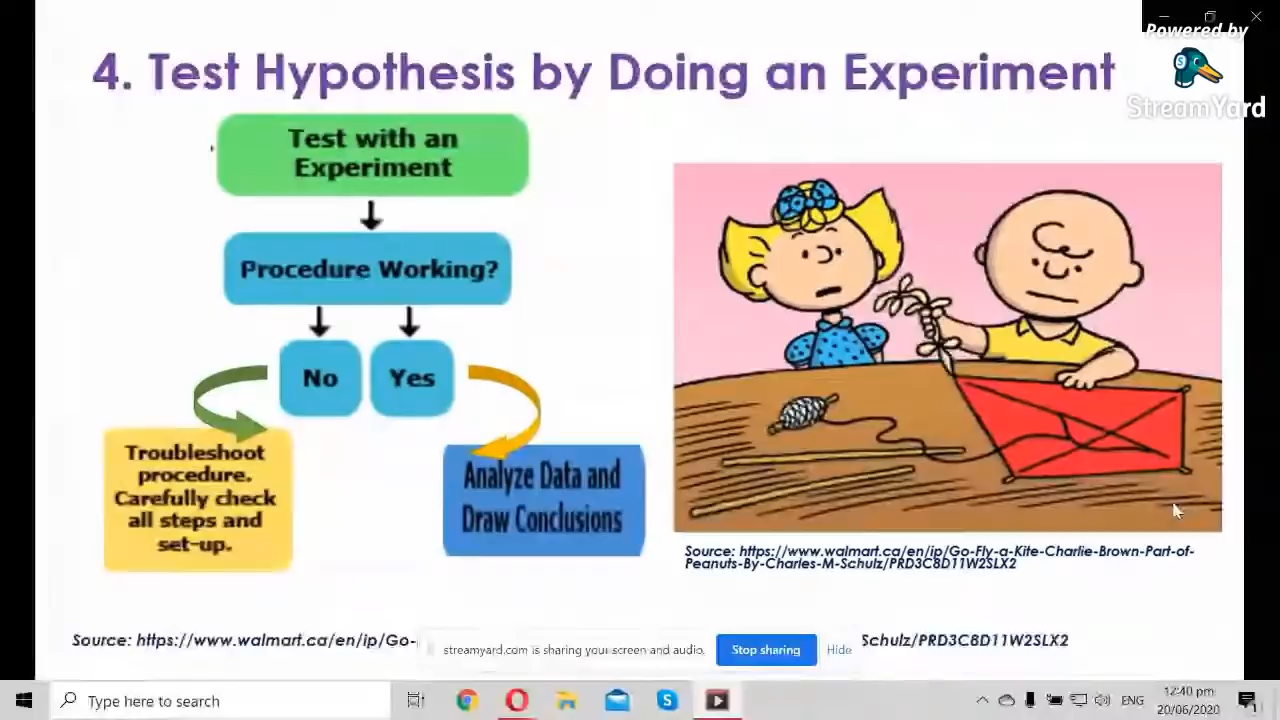 Powered by
StreamYard
4. Test Hypothesis by Doing an Experiment
Test with an
Experiment
Procedure Working?
No
Yes
Troubleshoot
procedure.
Carefully check
all steps and
set-up.
Analyze Data and
Draw Conclusions
Source: https://www.walmart.ca/en/ip/Go-Fly-a-Kite-Charlie-Brown-Part-of-
Peanuts-By-Charles-M-Schulz/PRD3C8D11W2SLX2
Source: https://www.walmart.ca/en/ip/Go-
Schulz/PRD3C8D11W2SLX2
streamyard.com is sharing your screen and audio.
Stop sharing
Hide
Type here to search
ENG
12:40 pm
20/06/2020
1